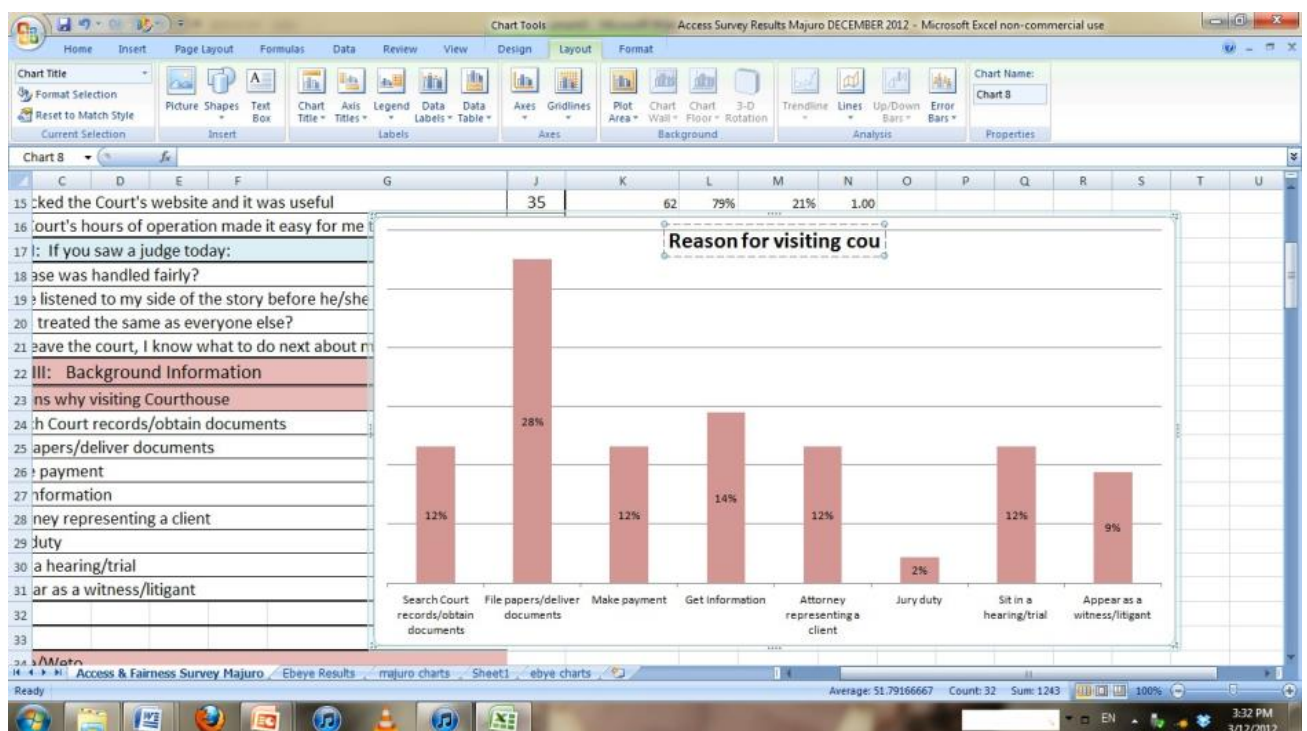 Chart Tools
Access Survey Results Majuro DECEMBER 2012 - Microsoft Excel non-commercial use
Home Insert Page Layout Formulas Data Review View Design Layout Format
Chart Title
Format Selection
Reset to Match Style
Current Selection
Picture Shapes Text Box
Insert
Chart Title Axis Titles Legend Data Labels Data Table
Labels
Axes Gridlines
Axes
Plot Area Chart Wall Chart Floor 3-D Rotation
Background
Trendline Lines Up/Down Bars Error Bars
Analysis
Chart Name:
Chart 8
Properties
Chart 8 fx
C D E F G J K L M N O P Q R S T U
15 cked the Court's website and it was useful 35 62 79% 21% 1.00
16 ourt's hours of operation made it easy for me t
17 I: If you saw a judge today:
18 ase was handled fairly?
19 e listened to my side of the story before he/she
20 treated the same as everyone else?
21 eave the court, I know what to do next about m
22 III: Background Information
23 ns why visiting Courthouse
24 ch Court records/obtain documents
25 apers/deliver documents
26 e payment
27 nformation
28 ney representing a client
29 duty
30 a hearing/trial
31 ar as a witness/litigant
32
33
Reason for visiting cou
12% 28% 12% 14% 12% 2% 12% 9%
Search Court records/obtain documents
File papers/deliver documents
Make payment
Get Information
Attorney representing a client
Jury duty
Sit in a hearing/trial
Appear as a witness/litigant
Access & Fairness Survey Majuro Ebeye Results majuro charts Sheet1 ebye charts
Ready Average: 51.79166667 Count: 32 Sum: 1243 100%
EN 3:32 PM
3/12/2012